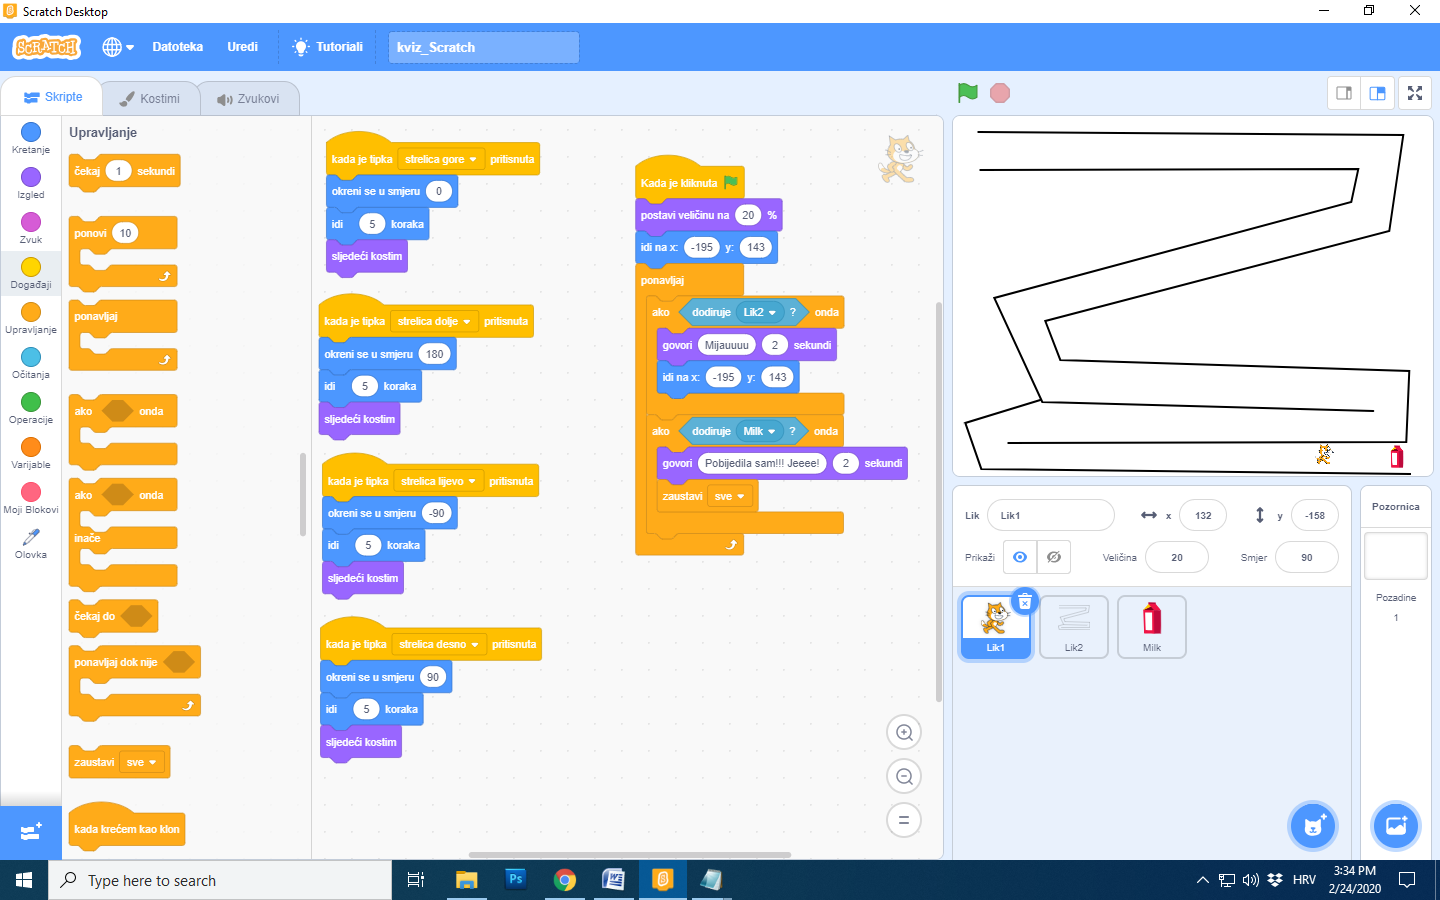 Scratch Desktop
SCRATCH
Datoteka
Uredi
Tutoriali
kviz_Scratch
Skripte
Kostimi
Zvukovi
Kretanje
Izgled
Zvuk
Događaji
Upravljanje
Očitanja
Operacije
Varijable
Moji Blokovi
Olovka
Upravljanje
čekaj 1 sekundi
ponovi 10
ponavljaj
ako onda
ako onda
inače
čekaj do
ponavljaj dok nije
zaustavi sve
kada krećem kao klon
kada je tipka strelica gore pritisnuta
okreni se u smjeru 0
idi 5 koraka
sljedeći kostim
kada je tipka strelica dolje pritisnuta
okreni se u smjeru 180
idi 5 koraka
sljedeći kostim
kada je tipka strelica lijevo pritisnuta
okreni se u smjeru -90
idi 5 koraka
sljedeći kostim
kada je tipka strelica desno pritisnuta
okreni se u smjeru 90
idi 5 koraka
sljedeći kostim
Kada je kliknuta
postavi veličinu na 20 %
idi na x: -195 y: 143
ponavljaj
ako dodiruje Lik2 ? onda
govori Mijauuuu 2 sekundi
idi na x: -195 y: 143
ako dodiruje Milk ? onda
govori Pobijedila sam!!! Jeeee! 2 sekundi
zaustavi sve
Lik Lik1 x 132 y -158
Prikaži Veličina 20 Smjer 90
Lik1
Lik2
Milk
Pozornica
Pozadine
1
Type here to search
Ps
W
HRV
3:34 PM
2/24/2020